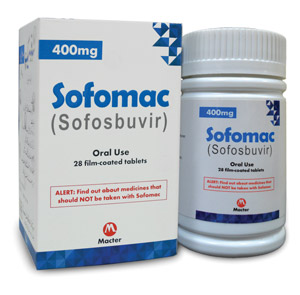 400mg
Sofomac
(Sofosbuvir)
Oral Use
28 film-coated tablets
ALERT: Find out about medicines that
should NOT be taken with Sofomac
Macter
400mg
Sofomac
(Sofosbuvir)
Oral Use
28 film-coated tablets
ALERT: Find out about medicines that
should NOT be taken with Sofomac
Macter